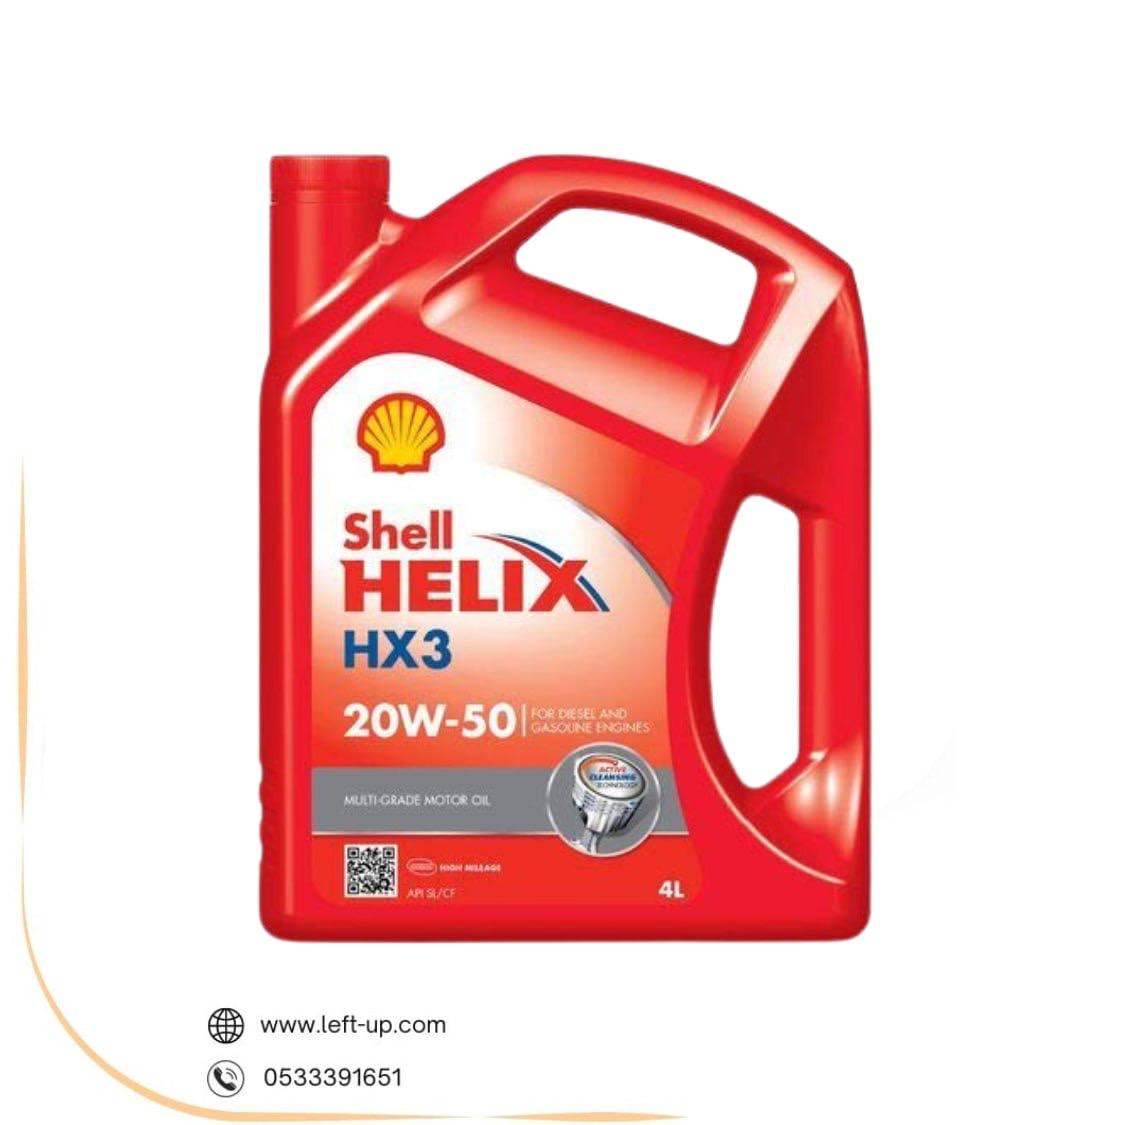 Shell
HELIX
HX3
20W-50
FOR DIESEL AND
GASOLINE ENGINES
ACTIVE
CLEANSING
TECHNOLOGY
MULTI-GRADE MOTOR OIL
HIGH MILEAGE
API SL/CF
4L
www.left-up.com
0533391651